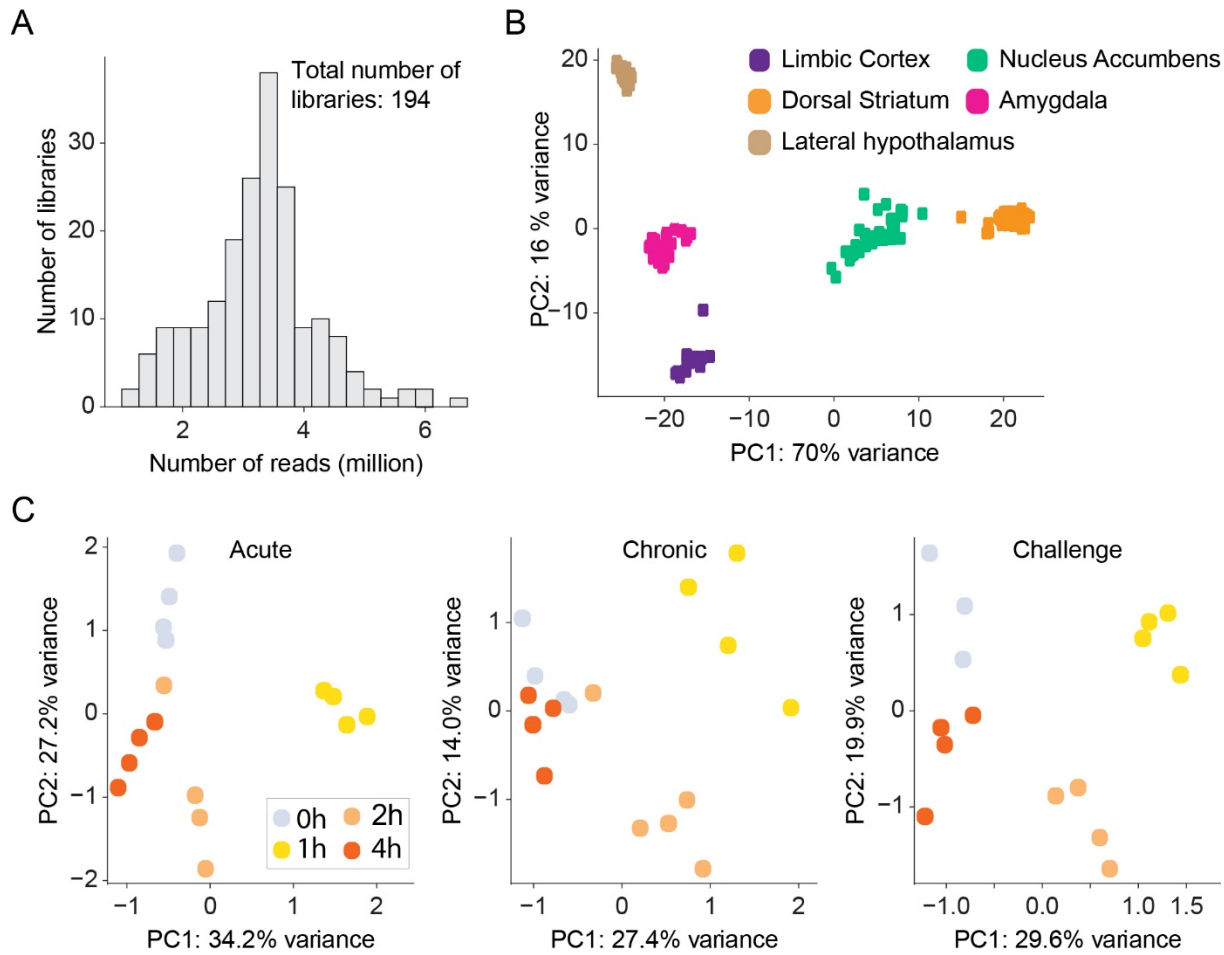 A
Total number of
libraries: 194
Number of libraries
30
20
10
0
2
4
6
Number of reads (million)
B
Limbic Cortex
Nucleus Accumbens
Dorsal Striatum
Amygdala
Lateral hypothalamus
PC2: 16 % variance
20
10
0
−10
−20
−10
0
10
20
PC1: 70% variance
C
Acute
PC2: 27.2% variance
2
1
0
−1
−2
0h
2h
1h
4h
−1
0
1
2
PC1: 34.2% variance
Chronic
PC2: 14.0% variance
1
0
−1
−1
0
1
2
PC1: 27.4% variance
Challenge
PC2: 19.9% variance
1
0
−1
−1.0
0.0
1.0
1.5
PC1: 29.6% variance